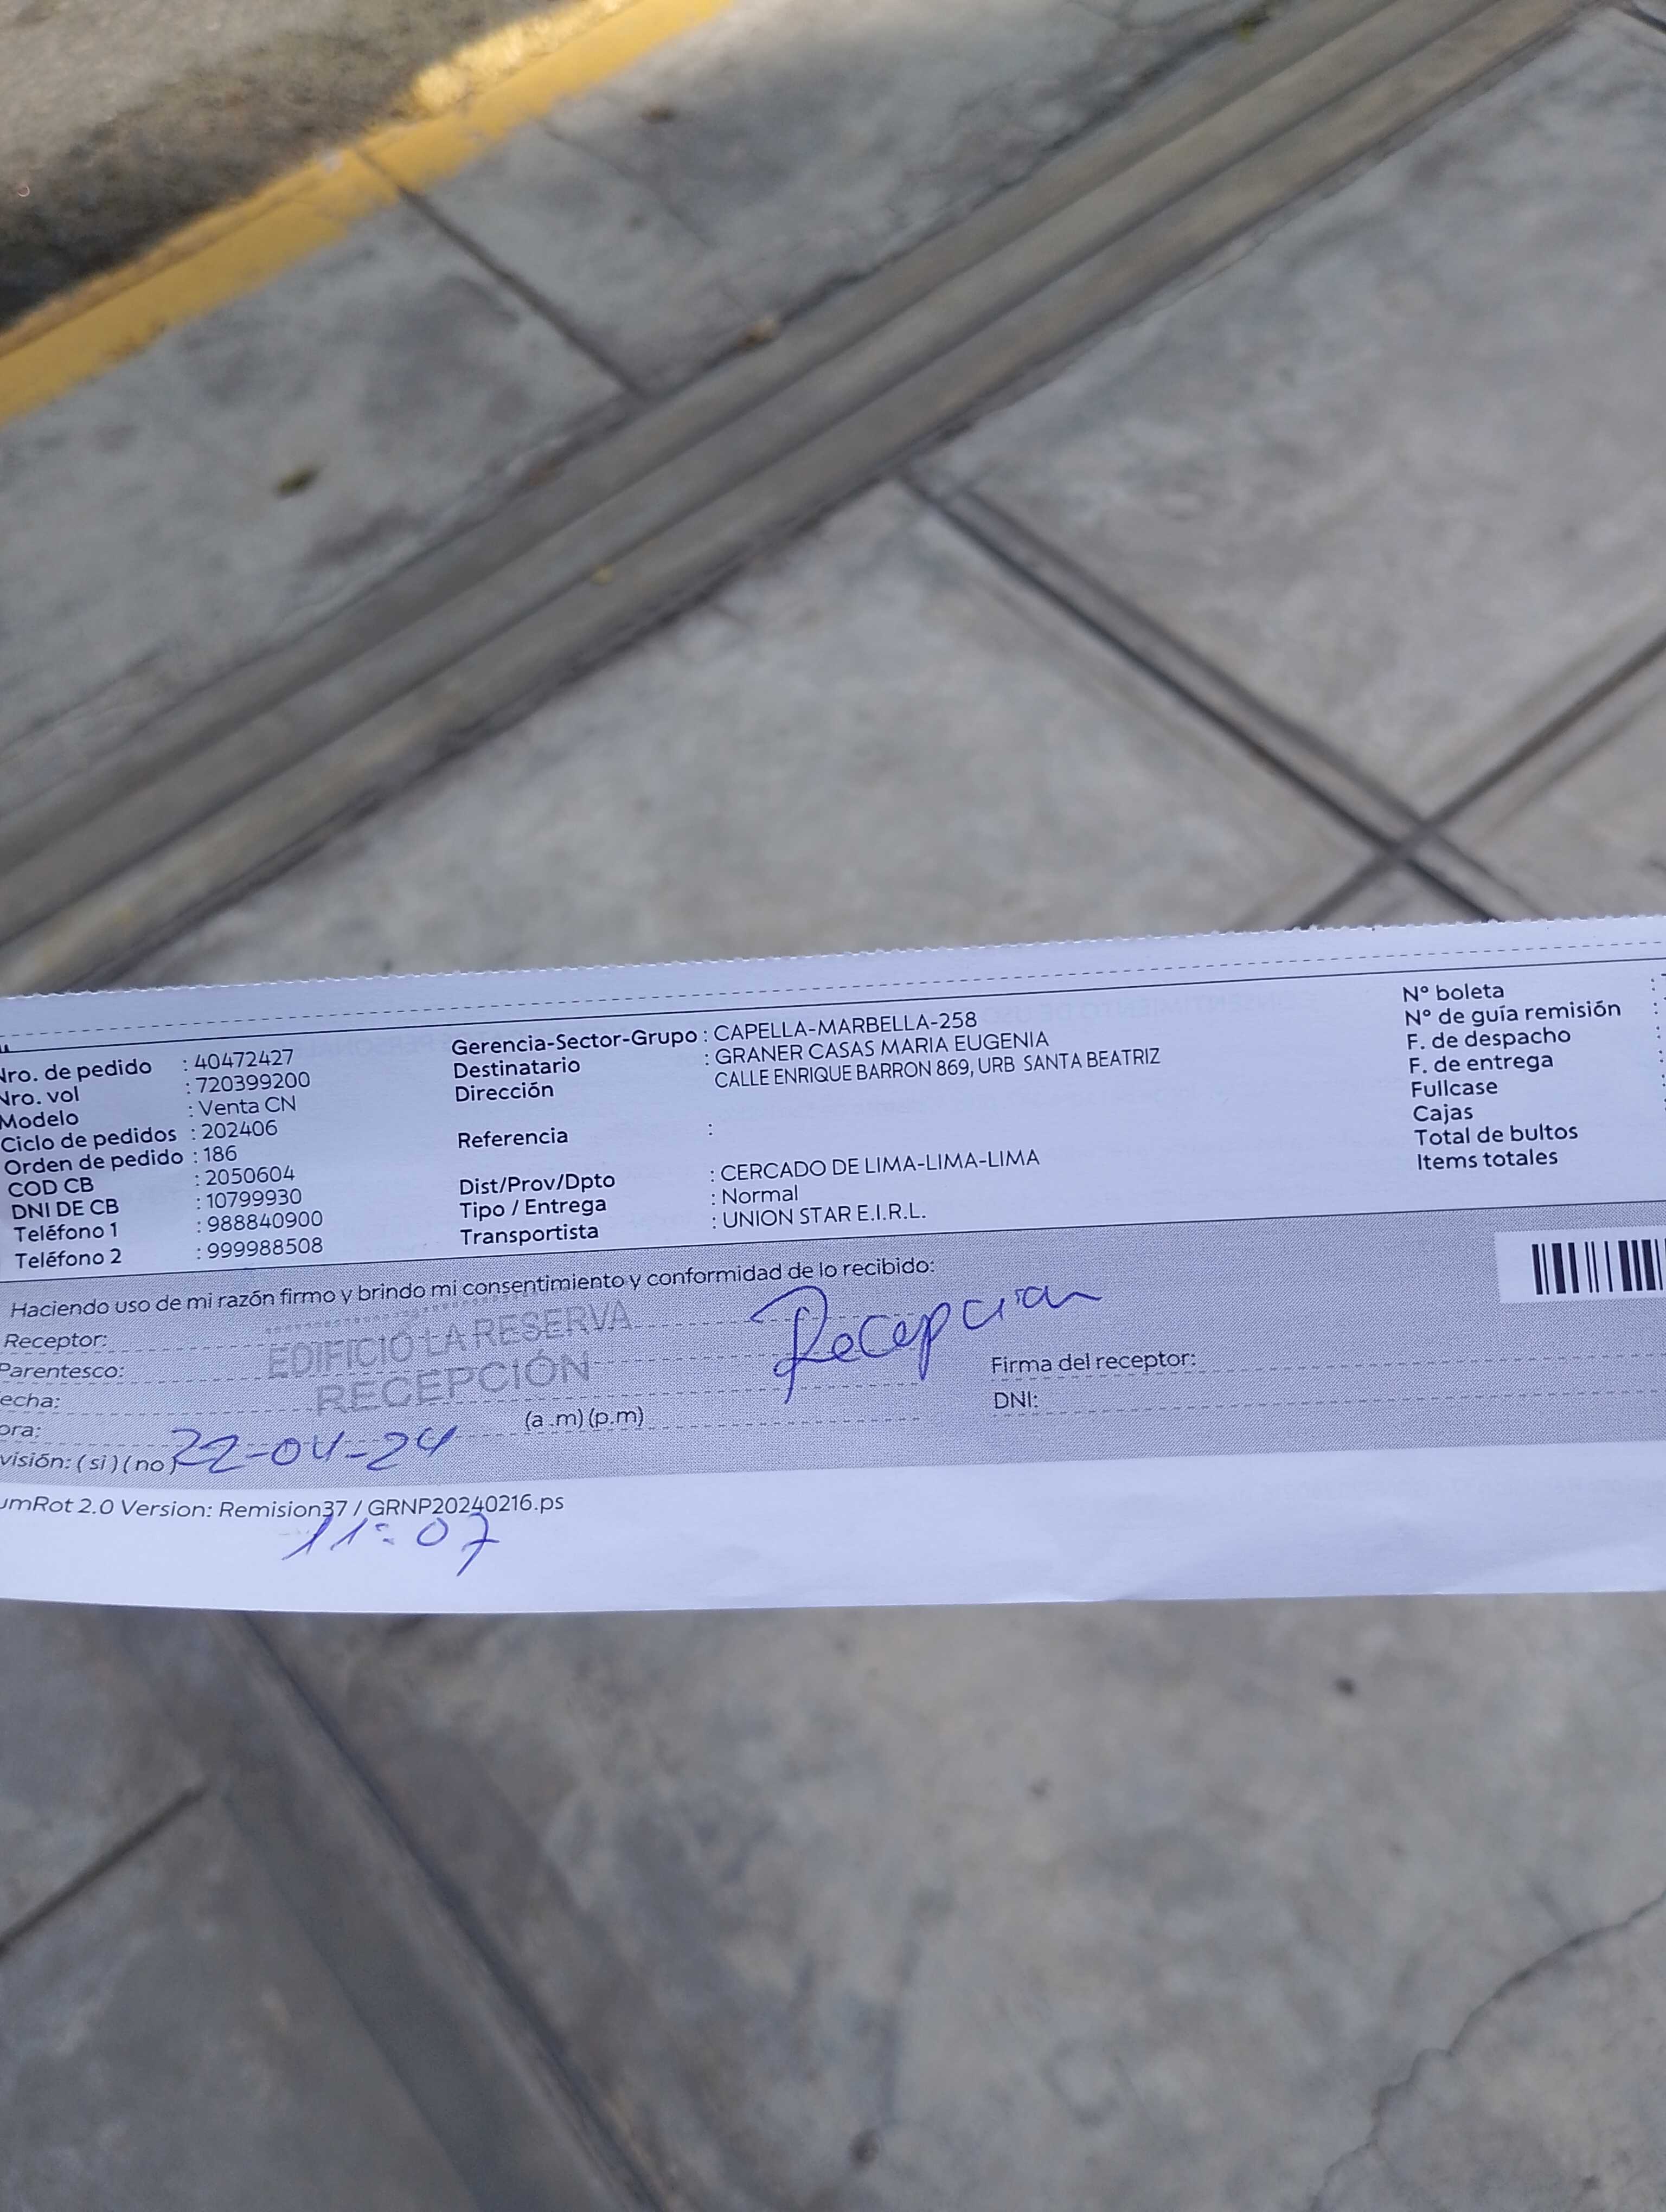 Nro. de pedido : 40472427
Nro. vol : 720399200
Modelo : Venta CN
Ciclo de pedidos : 202406
Orden de pedido : 186
COD CB : 2050604
DNI DE CB : 10799930
Teléfono 1 : 988840900
Teléfono 2 : 999988508
Gerencia-Sector-Grupo : CAPELLA-MARBELLA-258
Destinatario : GRANER CASAS MARIA EUGENIA
Dirección CALLE ENRIQUE BARRON 869, URB SANTA BEATRIZ
Referencia :
Dist/Prov/Dpto : CERCADO DE LIMA-LIMA-LIMA
Tipo / Entrega : Normal
Transportista : UNION STAR E.I.R.L.
N° boleta :
N° de guía remisión :
F. de despacho :
F. de entrega :
Fullcase :
Cajas :
Total de bultos :
Items totales :
Haciendo uso de mi razón firmo y brindo mi consentimiento y conformidad de lo recibido:
Receptor:
Parentesco:
echa:
ora:
visión: ( si ) ( no )
EDIFICIO LA RESERVA
RECEPCIÓN
(a .m) (p.m)
Recepcion
Firma del receptor:
DNI:
22-04-24
umRot 2.0 Version: Remision37 / GRNP20240216.ps
11:07